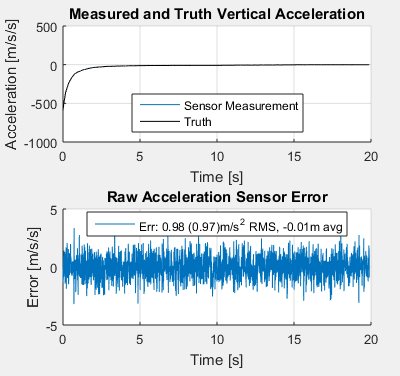 Measured and Truth Vertical Acceleration
Acceleration [m/s/s]
500
0
-500
-1000
Sensor Measurement
Truth
0
5
10
15
20
Time [s]
Raw Acceleration Sensor Error
Error [m/s/s]
5
0
-5
Err: 0.98 (0.97)m/s² RMS, -0.01m avg
0
5
10
15
20
Time [s]